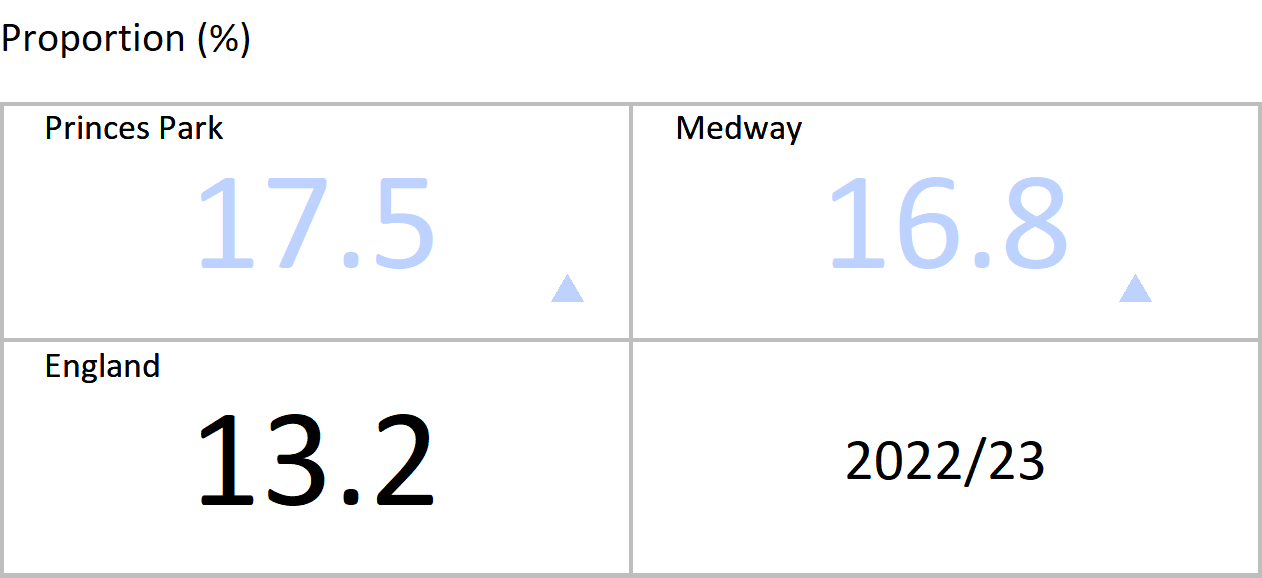 Proportion (%)
Princes Park
17.5
Medway
16.8
England
13.2
2022/23